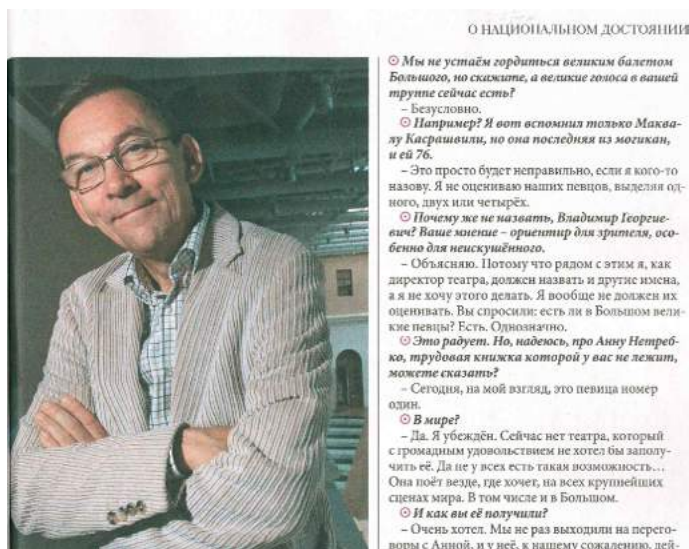 О НАЦИОНАЛЬНОМ ДОСТОЯНИИ
Мы не устаём гордиться великим балетом
Большого, но скажите, а великие голоса в вашей
труппе сейчас есть?
– Безусловно.
Например? Я вот вспомнил только Маква-
лу Касрашвили, но она последняя из могикан,
и ей 76.
– Это просто будет неправильно, если я кого-то
назову. Я не оцениваю наших певцов, выделяя од-
ного, двух или четырёх.
Почему же не назвать, Владимир Георгие-
вич? Ваше мнение – ориентир для зрителя, осо-
бенно для неискушённого.
– Объясняю. Потому что рядом с этим я, как
директор театра, должен назвать и другие имена,
а я не хочу этого делать. Я вообще не должен их
оценивать. Вы спросили: есть ли в Большом вели-
кие певцы? Есть. Однозначно.
Это радует. Но, надеюсь, про Анну Нетреб-
ко, трудовая книжка которой у вас не лежит,
можете сказать?
– Сегодня, на мой взгляд, это певица номер
один.
В мире?
– Да. Я убеждён. Сейчас нет театра, который
с громадным удовольствием не хотел бы заполу-
чить её. Да не у всех есть такая возможность…
Она поёт везде, где хочет, на всех крупнейших
сценах мира. В том числе и в Большом.
И как вы её получили?
– Очень хотел. Мы не раз выходили на перего-
воры с Анной, и у неё, к нашему сожалению, дей-